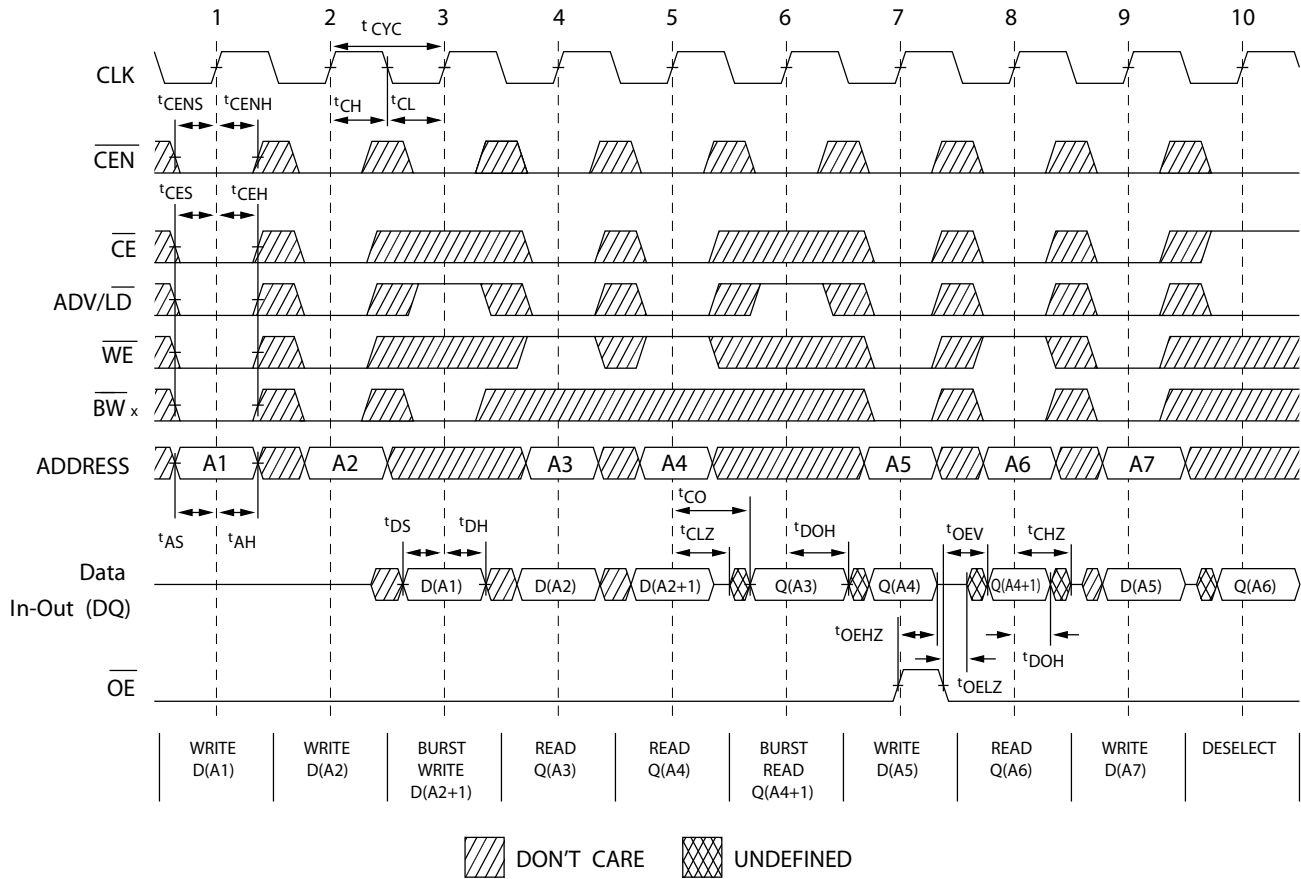 1 2 3 4 5 6 7 8 9 10
t CYC
CLK
tCENS tCENH tCH tCL
CEN
tCES tCEH
CE
ADV/LD
WE
BW x
ADDRESS A1 A2 A3 A4 A5 A6 A7
tCO
tAS tAH tDS tDH tCLZ tDOH tOEV tCHZ
Data
In-Out (DQ)
D(A1) D(A2) D(A2+1) Q(A3) Q(A4) Q(A4+1) D(A5) Q(A6)
tOEHZ tDOH
tOELZ
OE
WRITE
D(A1)
WRITE
D(A2)
BURST
WRITE
D(A2+1)
READ
Q(A3)
READ
Q(A4)
BURST
READ
Q(A4+1)
WRITE
D(A5)
READ
Q(A6)
WRITE
D(A7)
DESELECT
DON'T CARE UNDEFINED